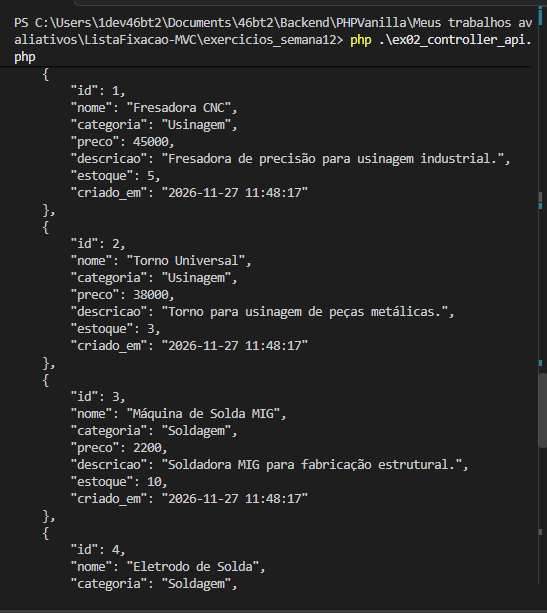 PS C:\Users\1dev46bt2\Documents\46bt2\Backend\PHPVanilla\Meus trabalhos av
aliativos\ListaFixacao-MVC\exercicios_semana12> php .\ex02_controller_api.
php
{
"id": 1,
"nome": "Fresadora CNC",
"categoria": "Usinagem",
"preco": 45000,
"descricao": "Fresadora de precisão para usinagem industrial.",
"estoque": 5,
"criado_em": "2026-11-27 11:48:17"
},
{
"id": 2,
"nome": "Torno Universal",
"categoria": "Usinagem",
"preco": 38000,
"descricao": "Torno para usinagem de peças metálicas.",
"estoque": 3,
"criado_em": "2026-11-27 11:48:17"
},
{
"id": 3,
"nome": "Máquina de Solda MIG",
"categoria": "Soldagem",
"preco": 2200,
"descricao": "Soldadora MIG para fabricação estrutural.",
"estoque": 10,
"criado_em": "2026-11-27 11:48:17"
},
{
"id": 4,
"nome": "Eletrodo de Solda",
"categoria": "Soldagem",